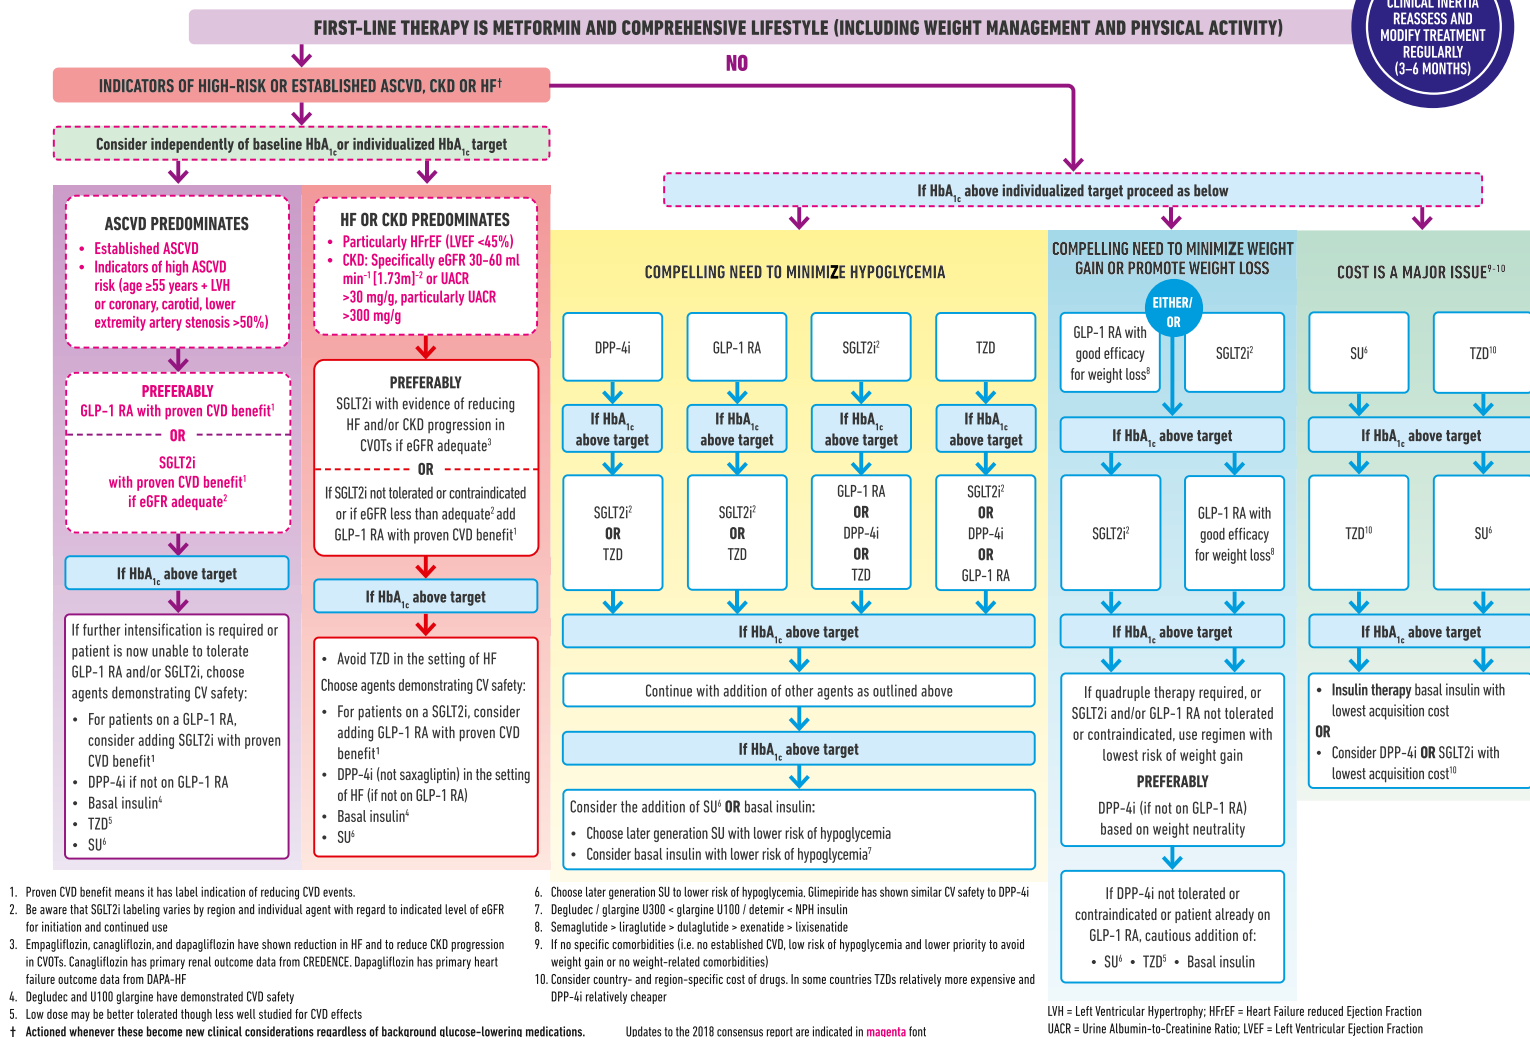 CLINICAL INERTIA
REASSESS AND
MODIFY TREATMENT
REGULARLY
(3–6 MONTHS)
FIRST-LINE THERAPY IS METFORMIN AND COMPREHENSIVE LIFESTYLE (INCLUDING WEIGHT MANAGEMENT AND PHYSICAL ACTIVITY)
NO
INDICATORS OF HIGH-RISK OR ESTABLISHED ASCVD, CKD OR HF†
Consider independently of baseline HbA1c or individualized HbA1c target
If HbA1c above individualized target proceed as below
ASCVD PREDOMINATES
• Established ASCVD
• Indicators of high ASCVD
risk (age ≥55 years + LVH
or coronary, carotid, lower
extremity artery stenosis >50%)
PREFERABLY
GLP-1 RA with proven CVD benefit1
OR
SGLT2i
with proven CVD benefit1
if eGFR adequate2
If HbA1c above target
If further intensification is required or
patient is now unable to tolerate
GLP-1 RA and/or SGLT2i, choose
agents demonstrating CV safety:
• For patients on a GLP-1 RA,
consider adding SGLT2i with proven
CVD benefit1
• DPP-4i if not on GLP-1 RA
• Basal insulin4
• TZD5
• SU6
HF OR CKD PREDOMINATES
• Particularly HFrEF (LVEF <45%)
• CKD: Specifically eGFR 30-60 ml
min-1 [1.73m]-2 or UACR
>30 mg/g, particularly UACR
>300 mg/g
PREFERABLY
SGLT2i with evidence of reducing
HF and/or CKD progression in
CVOTs if eGFR adequate3
OR
If SGLT2i not tolerated or contraindicated
or if eGFR less than adequate2 add
GLP-1 RA with proven CVD benefit1
If HbA1c above target
• Avoid TZD in the setting of HF
Choose agents demonstrating CV safety:
• For patients on a SGLT2i, consider
adding GLP-1 RA with proven CVD
benefit1
• DPP-4i (not saxagliptin) in the setting
of HF (if not on GLP-1 RA)
• Basal insulin4
• SU6
COMPELLING NEED TO MINIMIZE HYPOGLYCEMIA
DPP-4i
GLP-1 RA
SGLT2i2
TZD
If HbA1c
above target
If HbA1c
above target
If HbA1c
above target
If HbA1c
above target
SGLT2i2
OR
TZD
SGLT2i2
OR
TZD
GLP-1 RA
OR
DPP-4i
OR
TZD
SGLT2i2
OR
DPP-4i
OR
GLP-1 RA
If HbA1c above target
Continue with addition of other agents as outlined above
If HbA1c above target
Consider the addition of SU6 OR basal insulin:
• Choose later generation SU with lower risk of hypoglycemia
• Consider basal insulin with lower risk of hypoglycemia7
COMPELLING NEED TO MINIMIZE WEIGHT
GAIN OR PROMOTE WEIGHT LOSS
EITHER/
OR
GLP-1 RA with
good efficacy
for weight loss8
SGLT2i2
If HbA1c above target
SGLT2i2
GLP-1 RA with
good efficacy
for weight loss8
If HbA1c above target
If quadruple therapy required, or
SGLT2i and/or GLP-1 RA not tolerated
or contraindicated, use regimen with
lowest risk of weight gain
PREFERABLY
DPP-4i (if not on GLP-1 RA)
based on weight neutrality
If DPP-4i not tolerated or
contraindicated or patient already on
GLP-1 RA, cautious addition of:
• SU6 • TZD5 • Basal insulin
COST IS A MAJOR ISSUE9-10
SU6
TZD10
If HbA1c above target
TZD10
SU6
If HbA1c above target
• Insulin therapy basal insulin with
lowest acquisition cost
OR
• Consider DPP-4i OR SGLT2i with
lowest acquisition cost10
1. Proven CVD benefit means it has label indication of reducing CVD events.
2. Be aware that SGLT2i labeling varies by region and individual agent with regard to indicated level of eGFR
for initiation and continued use
3. Empagliflozin, canagliflozin, and dapagliflozin have shown reduction in HF and to reduce CKD progression
in CVOTs. Canagliflozin has primary renal outcome data from CREDENCE. Dapagliflozin has primary heart
failure outcome data from DAPA-HF
4. Degludec and U100 glargine have demonstrated CVD safety
5. Low dose may be better tolerated though less well studied for CVD effects
† Actioned whenever these become new clinical considerations regardless of background glucose-lowering medications.
6. Choose later generation SU to lower risk of hypoglycemia. Glimepiride has shown similar CV safety to DPP-4i
7. Degludec / glargine U300 < glargine U100 / detemir < NPH insulin
8. Semaglutide > liraglutide > dulaglutide > exenatide > lixisenatide
9. If no specific comorbidities (i.e. no established CVD, low risk of hypoglycemia and lower priority to avoid
weight gain or no weight-related comorbidities)
10. Consider country- and region-specific cost of drugs. In some countries TZDs relatively more expensive and
DPP-4i relatively cheaper
Updates to the 2018 consensus report are indicated in magenta font
LVH = Left Ventricular Hypertrophy; HFrEF = Heart Failure reduced Ejection Fraction
UACR = Urine Albumin-to-Creatinine Ratio; LVEF = Left Ventricular Ejection Fraction